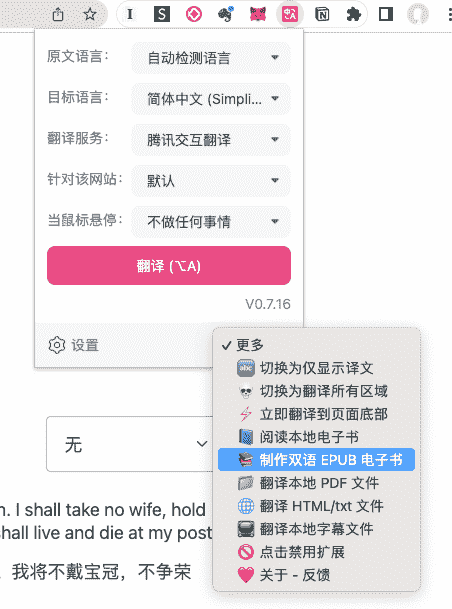 原文语言: 自动检测语言
目标语言: 简体中文 (Simpli...
翻译服务: 腾讯交互翻译
针对该网站: 默认
当鼠标悬停: 不做任何事情
翻译 (⌥A)
V0.7.16
设置
✓ 更多
abc 切换为仅显示译文
切换为翻译所有区域
立即翻译到页面底部
阅读本地电子书
制作双语 EPUB 电子书
翻译本地 PDF 文件
翻译 HTML/txt 文件
翻译本地字幕文件
点击禁用扩展
关于 - 反馈
无
n. I shall take no wife, hold
shall live and die at my post
。我将不戴宝冠，不争荣